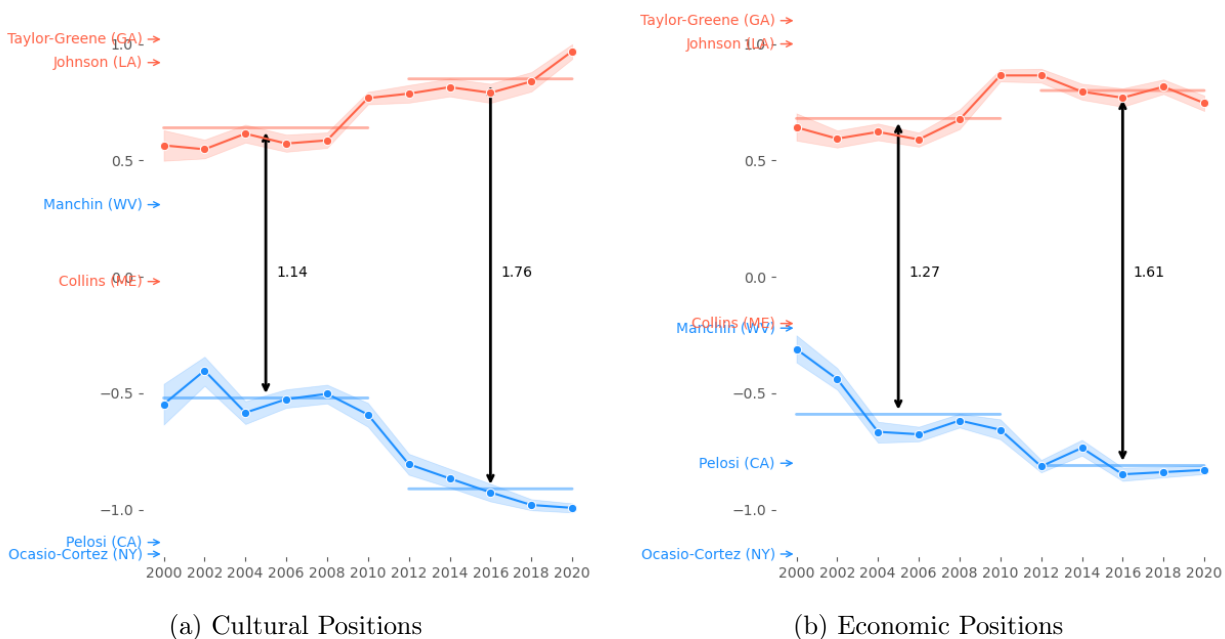 Taylor-Greene (GA)
1.0
Johnson (LA)
0.5
Manchin (WV)
1.14
1.76
0.0
Collins (ME)
−0.5
−1.0
Pelosi (CA)
Ocasio-Cortez (NY)
2000 2002 2004 2006 2008 2010 2012 2014 2016 2018 2020
(a) Cultural Positions
Taylor-Greene (GA)
1.0
Johnson (LA)
0.5
1.27
1.61
0.0
Collins (ME)
Manchin (WV)
−0.5
Pelosi (CA)
−1.0
Ocasio-Cortez (NY)
2000 2002 2004 2006 2008 2010 2012 2014 2016 2018 2020
(b) Economic Positions